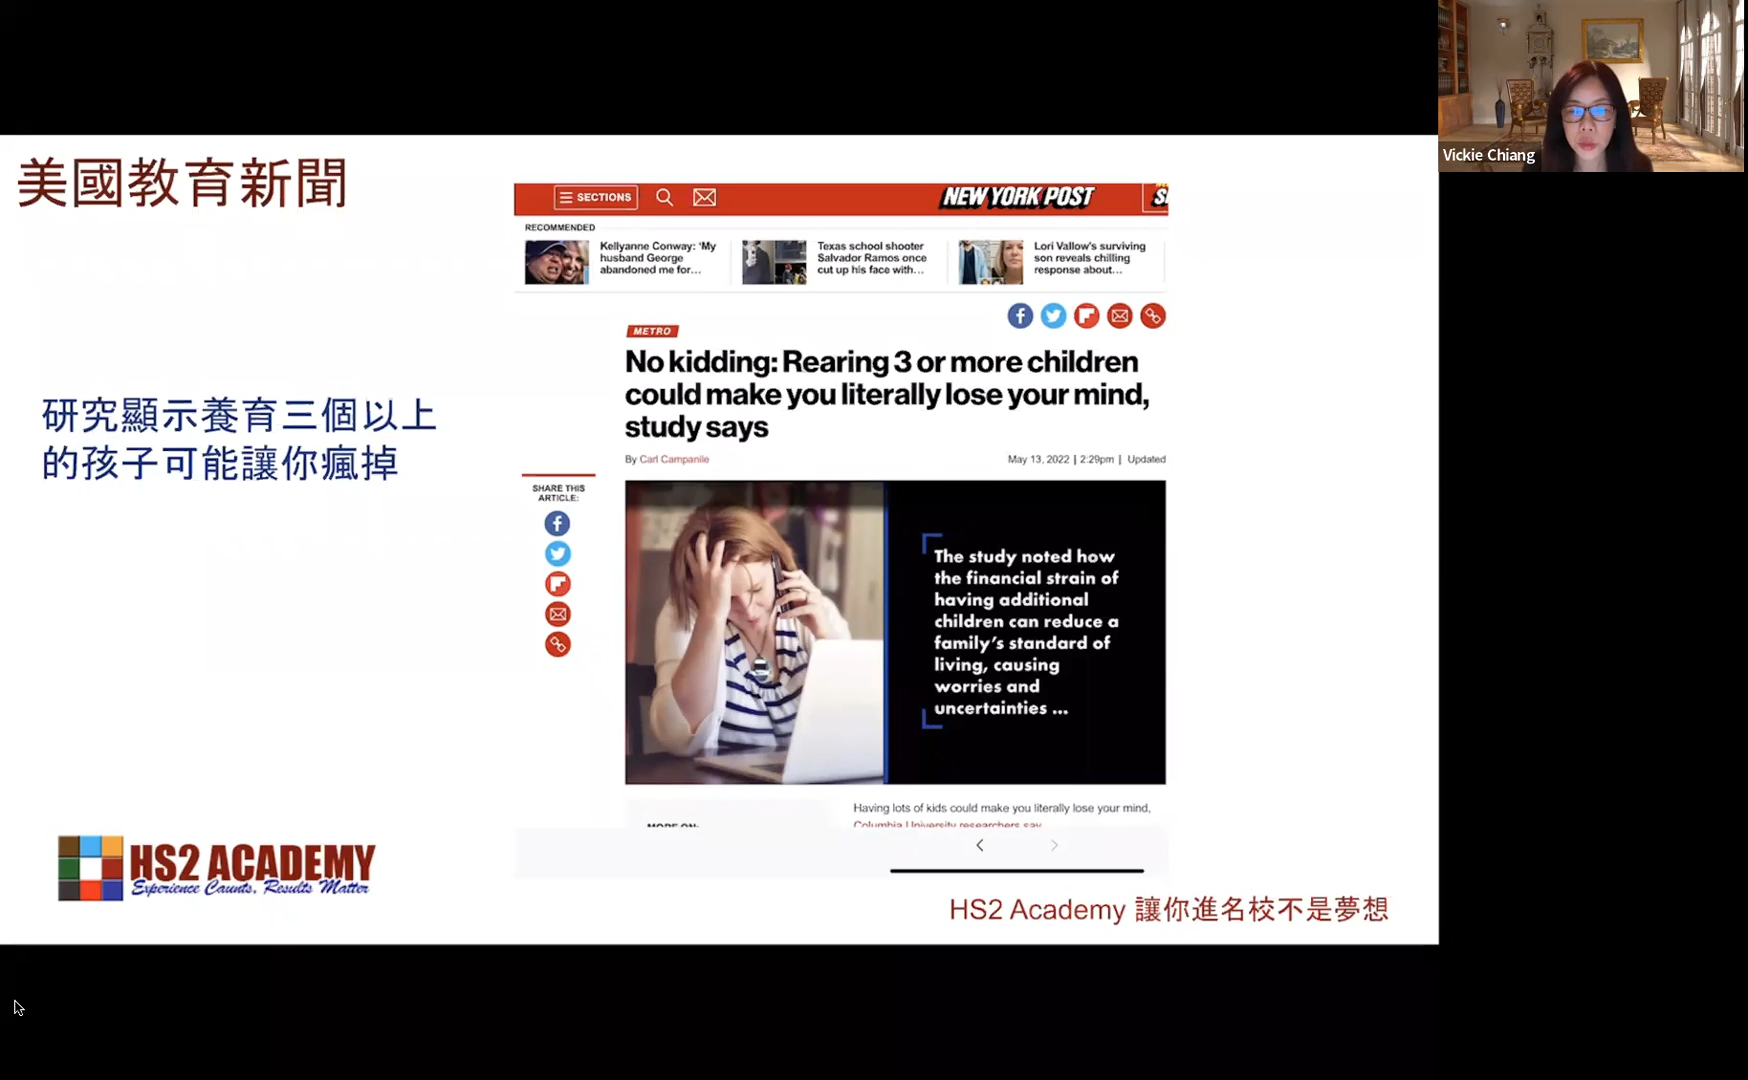 Vickie Chiang
美國教育新聞
研究顯示養育三個以上
的孩子可能讓你瘋掉
SECTIONS
NEW YORK POST
RECOMMENDED
Kellyanne Conway: ‘My
husband George
abandoned me for...
Texas school shooter
Salvador Ramos once
cut up his face with...
Lori Vallow’s surviving
son reveals chilling
response about...
METRO
No kidding: Rearing 3 or more children
could make you literally lose your mind,
study says
By Carl Campanile
May 13, 2022 | 2:29pm | Updated
SHARE THIS
ARTICLE:
The study noted how
the financial strain of
having additional
children can reduce a
family’s standard of
living, causing
worries and
uncertainties ...
Having lots of kids could make you literally lose your mind,
Columbia University researchers say
MORE ON:
HS2 ACADEMY
Experience Counts, Results Matter
HS2 Academy 讓你進名校不是夢想